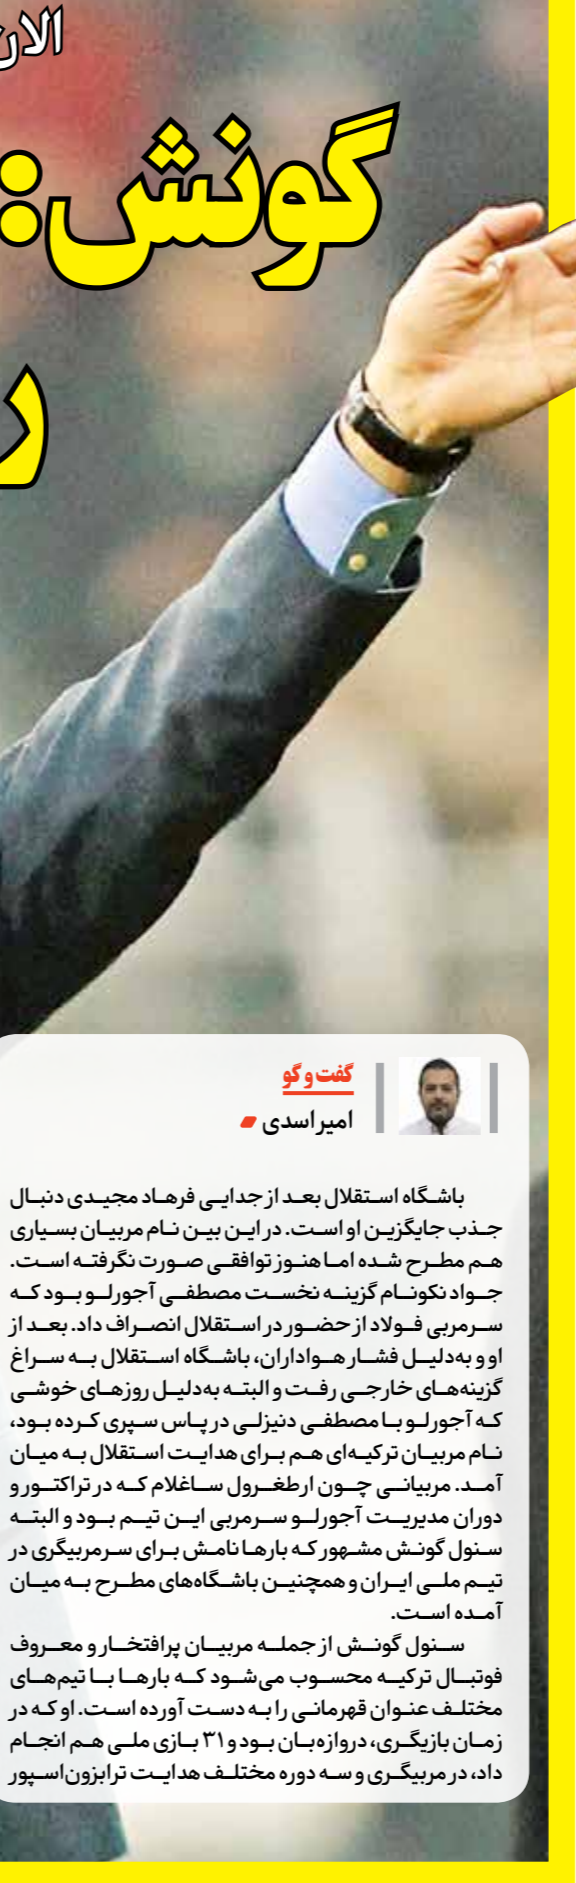 الان
گونش:
ر
گفت و گو
امیر اسدی
باشگاه استقلال بعد از جدایی فرهاد مجیدی دنبال
جذب جایگزین او است. در این بین نام مربیان بسیاری
هم مطرح شده اما هنوز توافقی صورت نگرفته است.
جواد نکونام گزینه نخست مصطفی آجورلو بود که
سرمربی فولاد از حضور در استقلال انصراف داد. بعد از
او و به‌دلیل فشار هواداران، باشگاه استقلال به سراغ
گزینه‌های خارجی رفت و البته به‌دلیل روزهای خوشی
که آجورلو با مصطفی دنیزلی در پاس سپری کرده بود،
نام مربیان ترکیه‌ای هم برای هدایت استقلال به میان
آمد. مربیانی چون ارطغرول ساغلام که در تراکتور و
دوران مدیریت آجورلو سرمربی این تیم بود و البته
سنول گونش مشهور که بارها نامش برای سرمربیگری در
تیم ملی ایران و همچنین باشگاه‌های مطرح به میان
آمده است.
سنول گونش از جمله مربیان پرافتخار و معروف
فوتبال ترکیه محسوب می‌شود که بارها با تیم‌های
مختلف عنوان قهرمانی را به دست آورده است. او که در
زمان بازیگری، دروازه‌بان بود و ۳۱ بازی ملی هم انجام
داد، در مربیگری و سه دوره مختلف هدایت ترابزون‌اسپور